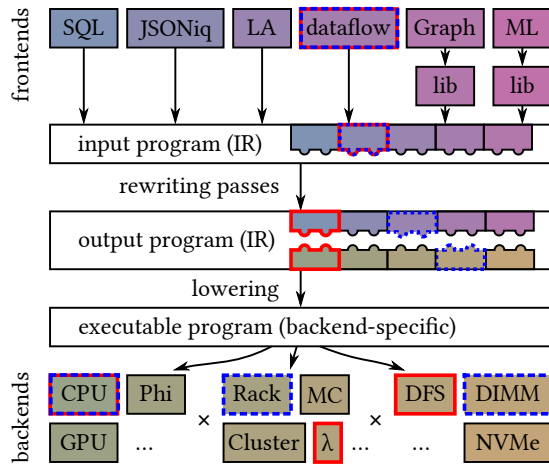 frontends
SQL JSONiq LA dataflow Graph ML
lib lib
input program (IR)
rewriting passes
output program (IR)
lowering
executable program (backend-specific)
backends
CPU Phi × Rack MC × DFS DIMM
GPU ... Cluster λ ... ... NVMe